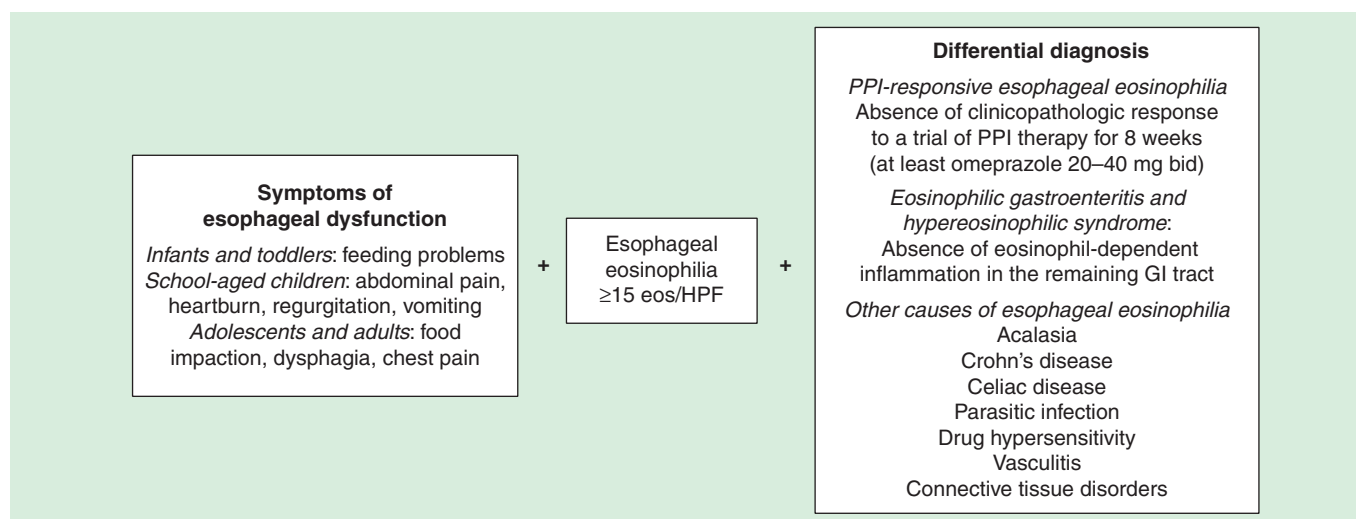 Symptoms of
esophageal dysfunction
Infants and toddlers: feeding problems
School-aged children: abdominal pain,
heartburn, regurgitation, vomiting
Adolescents and adults: food
impaction, dysphagia, chest pain
+
Esophageal
eosinophilia
≥15 eos/HPF
+
Differential diagnosis
PPI-responsive esophageal eosinophilia
Absence of clinicopathologic response
to a trial of PPI therapy for 8 weeks
(at least omeprazole 20–40 mg bid)
Eosinophilic gastroenteritis and
hypereosinophilic syndrome:
Absence of eosinophil-dependent
inflammation in the remaining GI tract
Other causes of esophageal eosinophilia
Acalasia
Crohn’s disease
Celiac disease
Parasitic infection
Drug hypersensitivity
Vasculitis
Connective tissue disorders